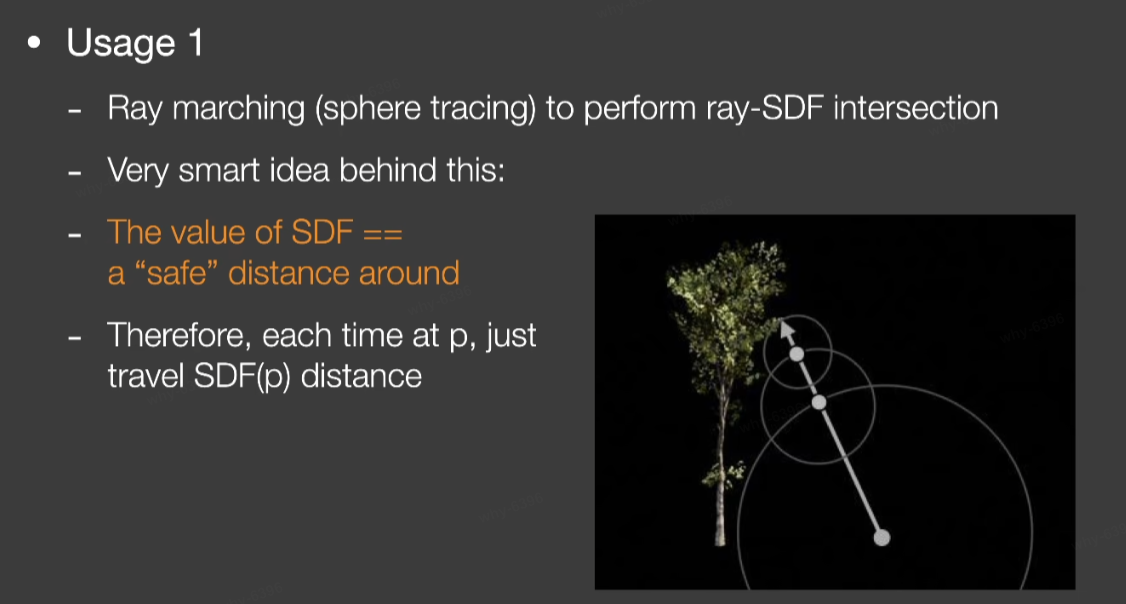 • Usage 1
- Ray marching (sphere tracing) to perform ray-SDF intersection
- Very smart idea behind this:
- The value of SDF ==
a “safe” distance around
- Therefore, each time at p, just
travel SDF(p) distance